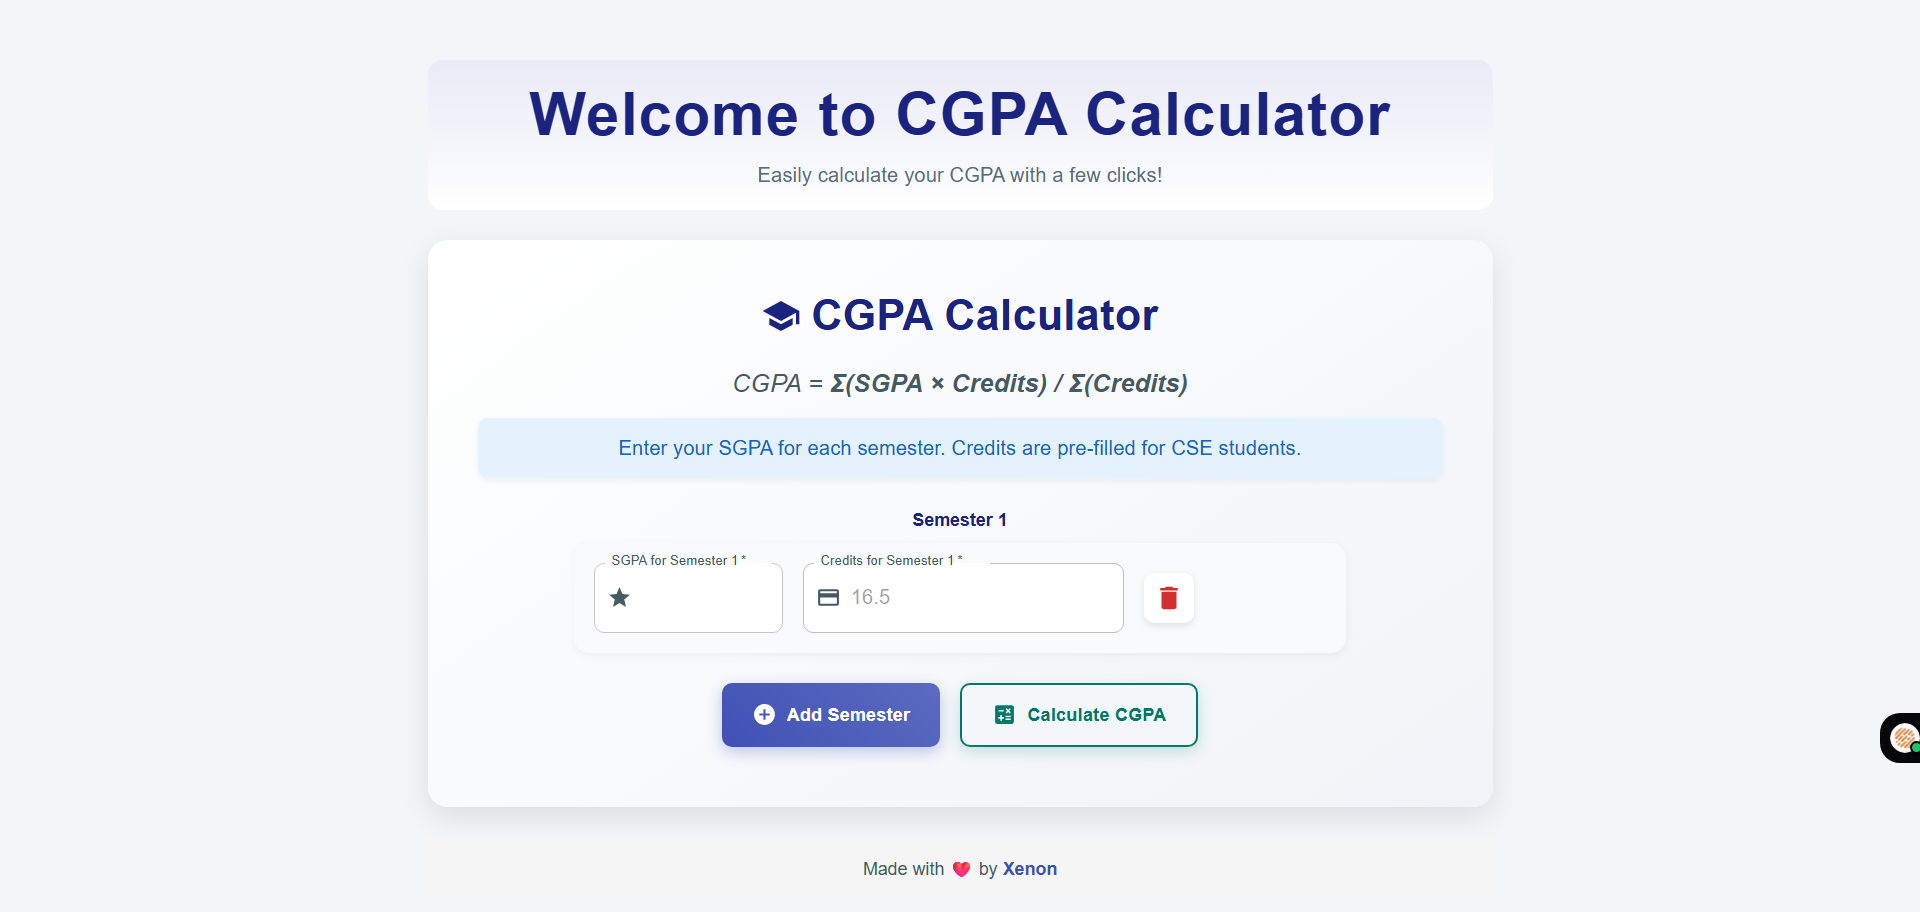 Welcome to CGPA Calculator
Easily calculate your CGPA with a few clicks!
CGPA Calculator
CGPA = Σ(SGPA × Credits) / Σ(Credits)
Enter your SGPA for each semester. Credits are pre-filled for CSE students.
Semester 1
SGPA for Semester 1 *
Credits for Semester 1 *
16.5
Add Semester
Calculate CGPA
Made with ❤️ by Xenon